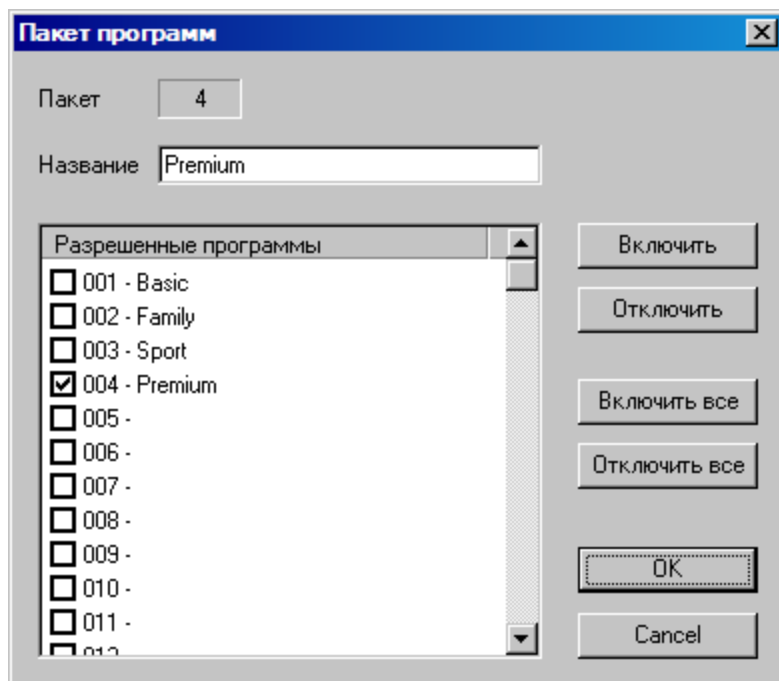 Пакет программ
Пакет 4
Название Premium
Разрешенные программы
001 - Basic
002 - Family
003 - Sport
004 - Premium
005 -
006 -
007 -
008 -
009 -
010 -
011 -
Включить
Отключить
Включить все
Отключить все
OK
Cancel